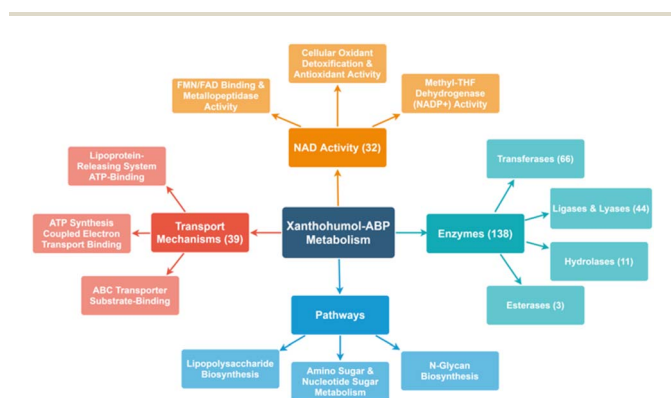 Cellular Oxidant
Detoxification &
Antioxidant Activity
FMN/FAD Binding &
Metallopeptidase
Activity
Methyl-THF
Dehydrogenase
(NADP+) Activity
NAD Activity (32)
Lipoprotein-
Releasing System
ATP-Binding
Transferases (66)
ATP Synthesis
Coupled Electron
Transport Binding
Transport
Mechanisms (39)
Xanthohumol-ABP
Metabolism
Enzymes (138)
Ligases & Lyases (44)
Hydrolases (11)
ABC Transporter
Substrate-Binding
Esterases (3)
Pathways
Lipopolysaccharide
Biosynthesis
Amino Sugar &
Nucleotide Sugar
Metabolism
N-Glycan
Biosynthesis